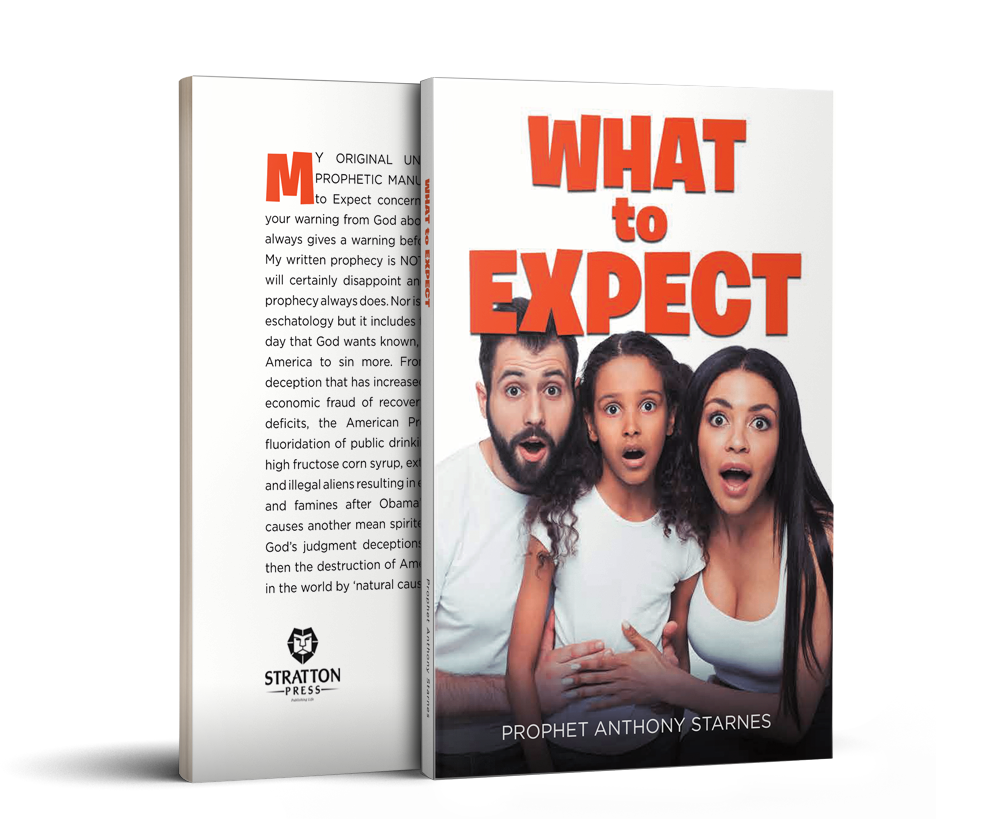 MY ORIGINAL UN
PROPHETIC MANU
to Expect concern
your warning from God abo
always gives a warning befo
My written prophecy is NOT
will certainly disappoint an
prophecy always does. Nor is
eschatology but it includes
day that God wants known,
America to sin more. Fro
deception that has increased
economic fraud of recover
deficits, the American Pr
fluoridation of public drinki
high fructose corn syrup, ext
and illegal aliens resulting in e
and famines after Obama'
causes another mean spirite
God's judgment deceptions
then the destruction of Ame
in the world by 'natural caus
STRATTON
PRESS
Publishing Life
WHAT to EXPECT
Prophet Anthony Starnes
WHAT
to
EXPECT
PROPHET ANTHONY STARNES